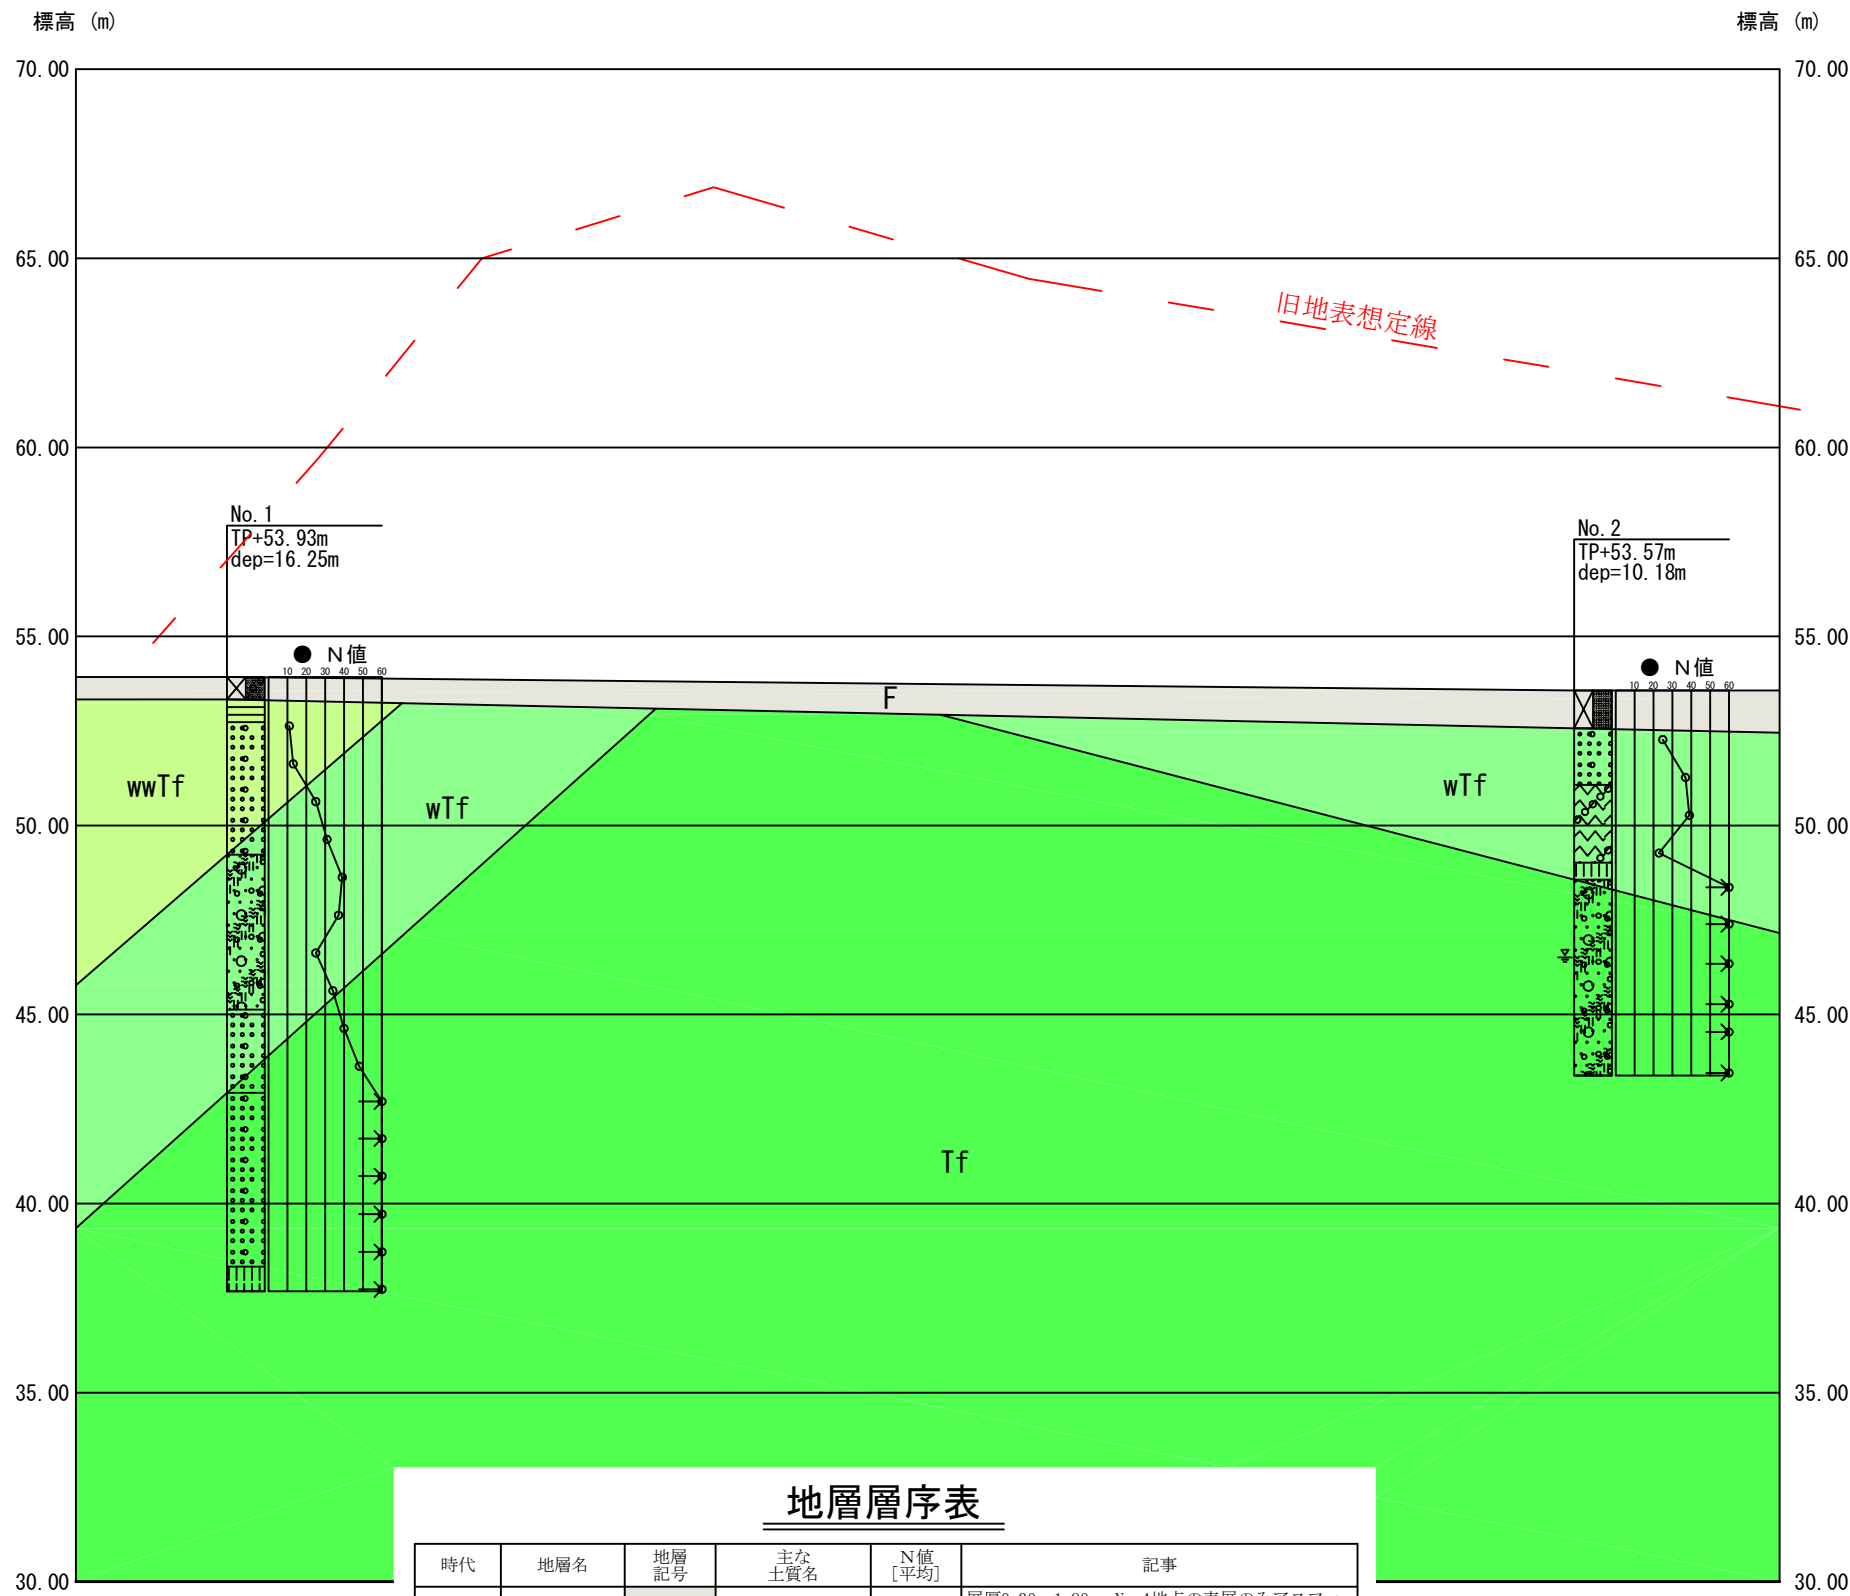 標高 (m)
標高 (m)
70.00
70.00
65.00
65.00
旧地表想定線
60.00
60.00
No.1
TP+53.93m
dep=16.25m
No.2
TP+53.57m
dep=10.18m
55.00
55.00
● N値
10 20 30 40 50 60
● N値
10 20 30 40 50 60
F
wwTf
wTf
wTf
50.00
50.00
45.00
45.00
Tf
40.00
40.00
35.00
35.00
地層層序表
時代
地層名
地層
記号
主な
土質名
N値
[平均]
記事
30.00
30.00